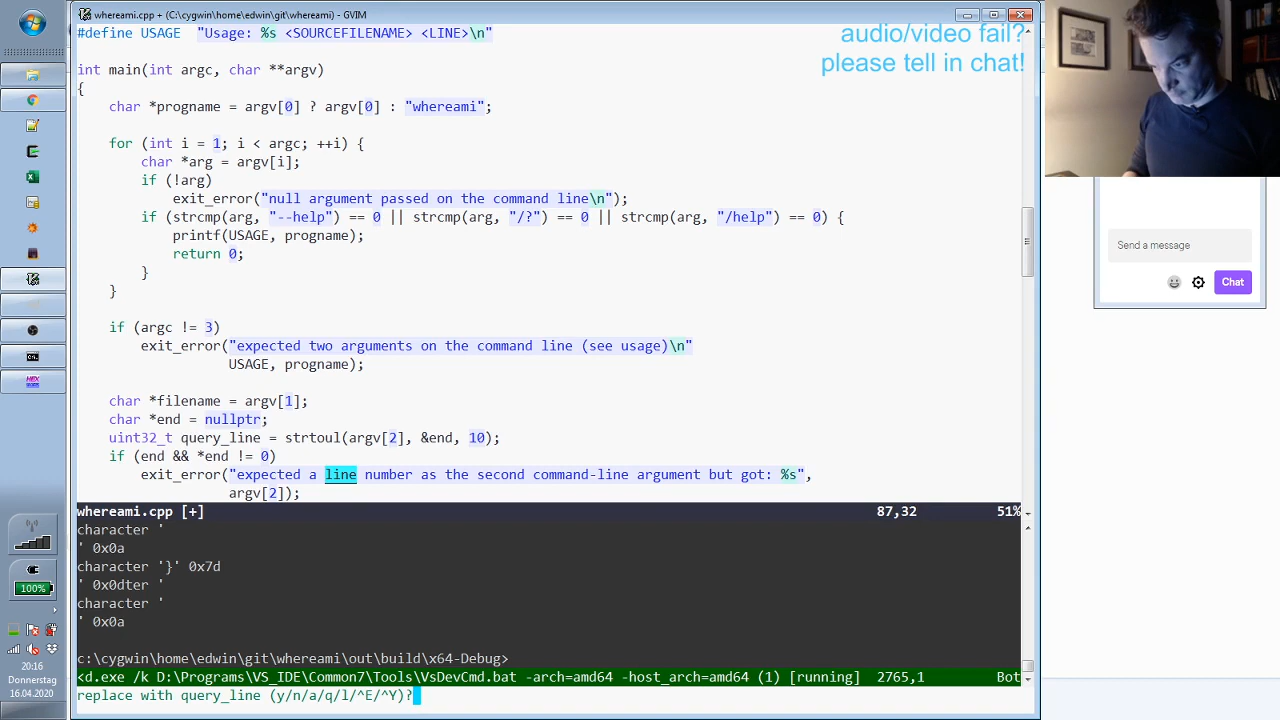 whereami.cpp + (C:\cygwin\home\edwin\git\whereami) - GVIM
audio/video fail?
please tell in chat!
#define USAGE  "Usage: %s <SOURCEFILENAME> <LINE>\n"
int main(int argc, char **argv)
{
    char *progname = argv[0] ? argv[0] : "whereami";
    for (int i = 1; i < argc; ++i) {
        char *arg = argv[i];
        if (!arg)
            exit_error("null argument passed on the command line\n");
        if (strcmp(arg, "--help") == 0 || strcmp(arg, "/?") == 0 || strcmp(arg, "/help") == 0) {
            printf(USAGE, progname);
            return 0;
        }
    }
    if (argc != 3)
        exit_error("expected two arguments on the command line (see usage)\n"
                   USAGE, progname);
    char *filename = argv[1];
    char *end = nullptr;
    uint32_t query_line = strtoul(argv[2], &end, 10);
    if (end && *end != 0)
        exit_error("expected a line number as the second command-line argument but got: %s",
                   argv[2]);
whereami.cpp [+] 87,32 51%
character '
' 0x0a
character '}' 0x7d
' 0x0dter '
character '
' 0x0a
c:\cygwin\home\edwin\git\whereami\out\build\x64-Debug>
<d.exe /k D:\Programs\VS_IDE\Common7\Tools\VsDevCmd.bat -arch=amd64 -host_arch=amd64 (1) [running] 2765,1 Bot
replace with query_line (y/n/a/q/l/^E/^Y)?
Send a message
Chat
100%
20:16
Donnerstag
16.04.2020